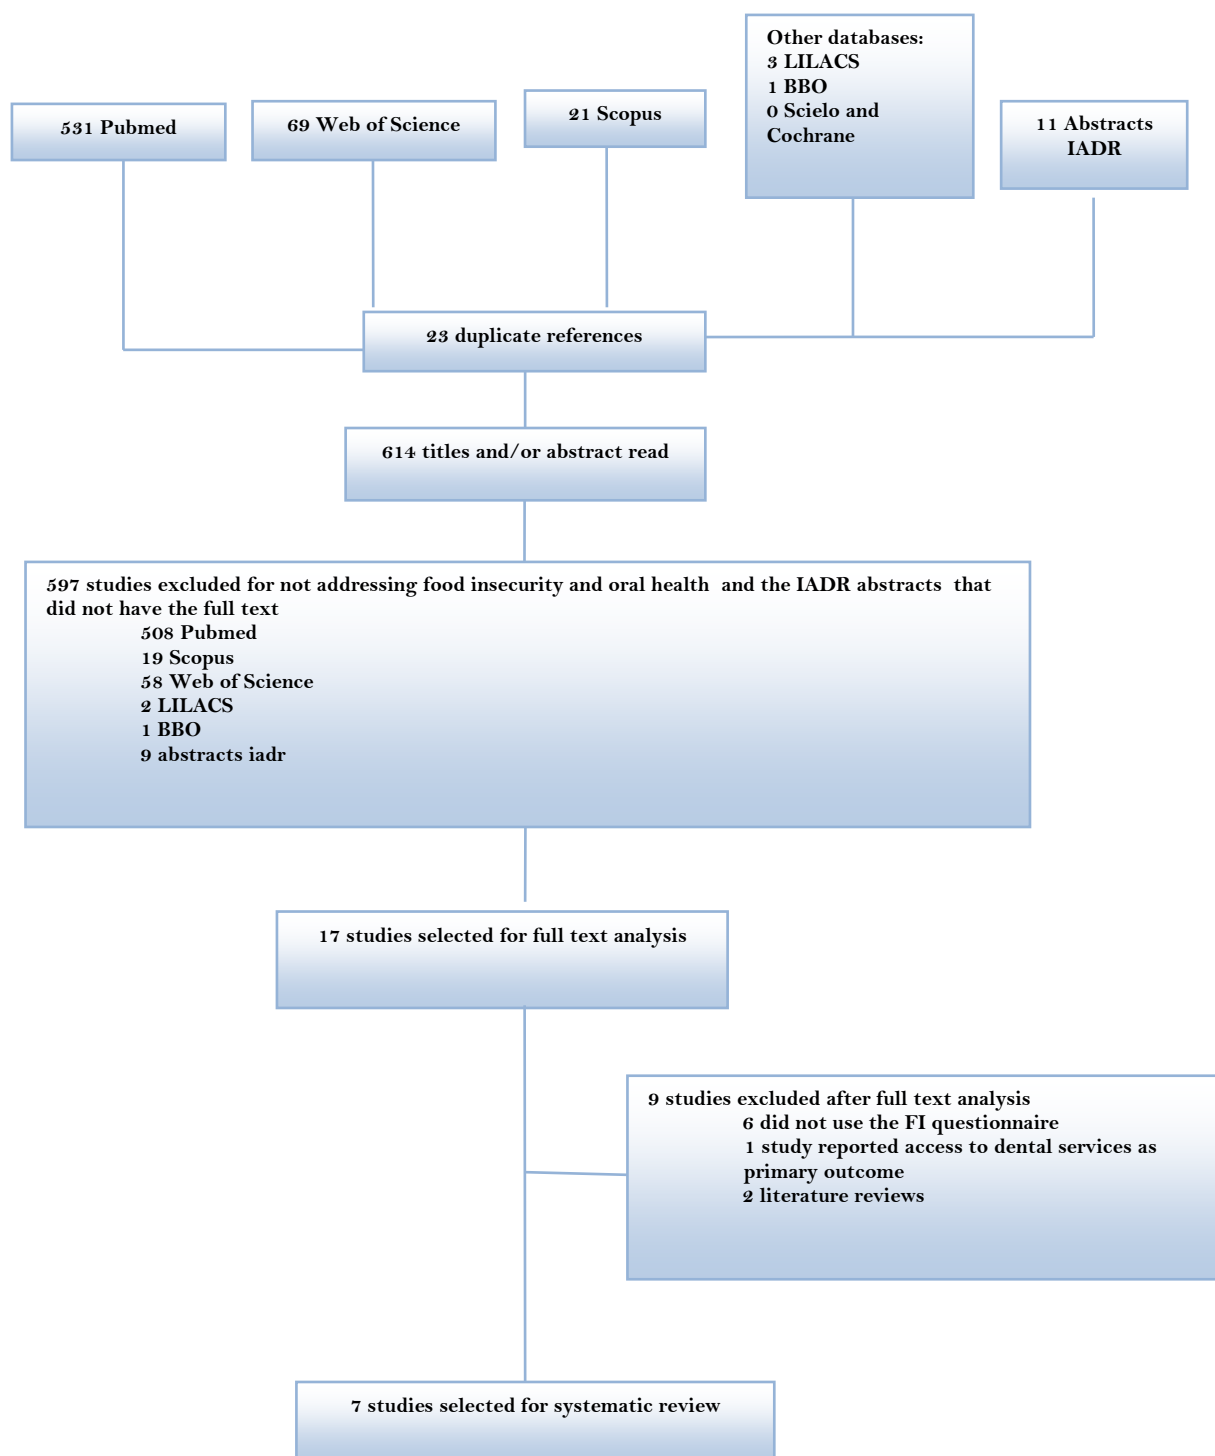 531 Pubmed
69 Web of Science
21 Scopus
Other databases:
3 LILACS
1 BBO
0 Scielo and
Cochrane
11 Abstracts
IADR
23 duplicate references
614 titles and/or abstract read
597 studies excluded for not addressing food insecurity and oral health and the IADR abstracts that
did not have the full text
508 Pubmed
19 Scopus
58 Web of Science
2 LILACS
1 BBO
9 abstracts iadr
17 studies selected for full text analysis
9 studies excluded after full text analysis
6 did not use the FI questionnaire
1 study reported access to dental services as
primary outcome
2 literature reviews
7 studies selected for systematic review